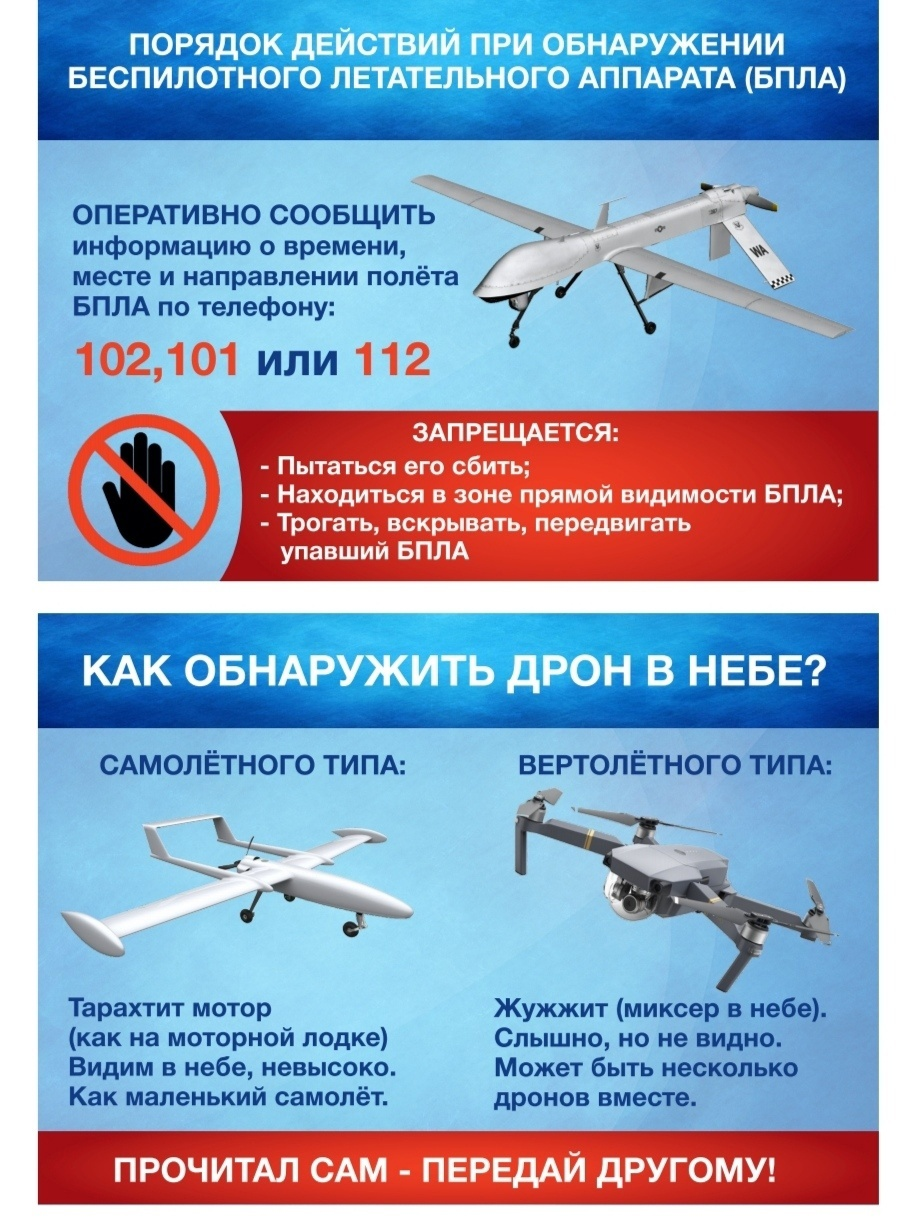 ПОРЯДОК ДЕЙСТВИЙ ПРИ ОБНАРУЖЕНИИ
БЕСПИЛОТНОГО ЛЕТАТЕЛЬНОГО АППАРАТА (БПЛА)
ОПЕРАТИВНО СООБЩИТЬ
информацию о времени,
месте и направлении полёта
БПЛА по телефону:
102,101 или 112
WA
ЗАПРЕЩАЕТСЯ:
- Пытаться его сбить;
- Находиться в зоне прямой видимости БПЛА;
- Трогать, вскрывать, передвигать
упавший БПЛА
КАК ОБНАРУЖИТЬ ДРОН В НЕБЕ?
САМОЛЁТНОГО ТИПА:
Тарахтит мотор
(как на моторной лодке)
Видим в небе, невысоко.
Как маленький самолёт.
ВЕРТОЛЁТНОГО ТИПА:
Жужжит (миксер в небе).
Слышно, но не видно.
Может быть несколько
дронов вместе.
ПРОЧИТАЛ САМ - ПЕРЕДАЙ ДРУГОМУ!